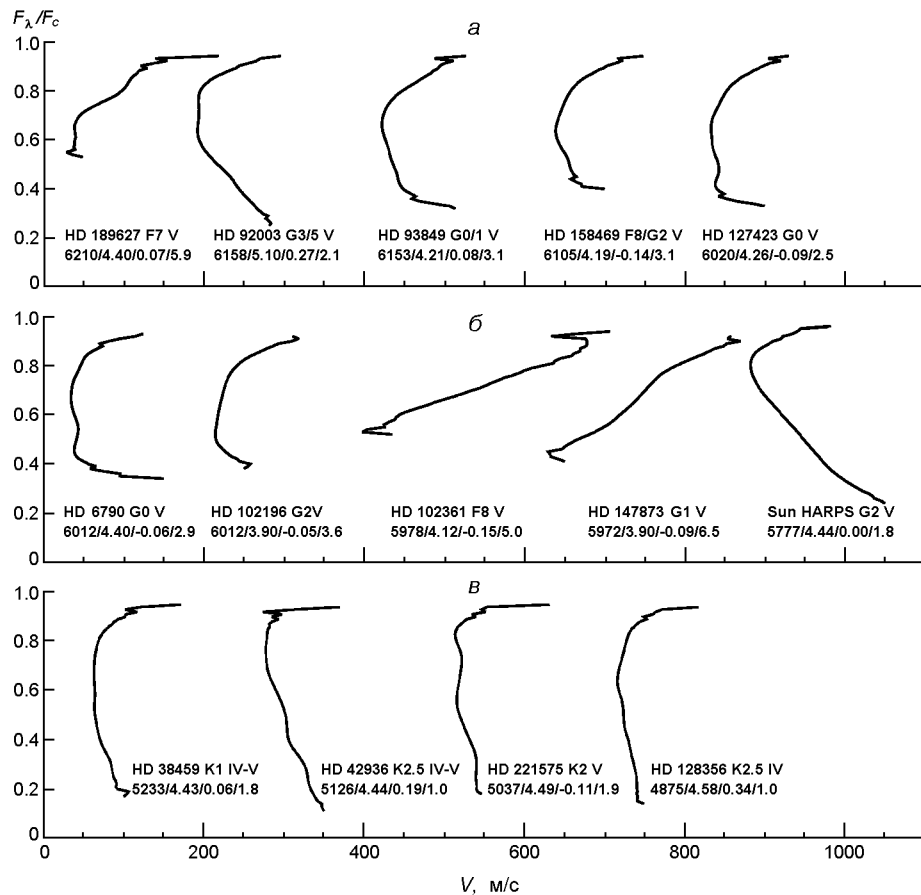 Fλ/Fc
а
1.0
0.8
0.6
0.4
0.2
0.0
HD 189627 F7 V
6210/4.40/0.07/5.9
HD 92003 G3/5 V
6158/5.10/0.27/2.1
HD 93849 G0/1 V
6153/4.21/0.08/3.1
HD 158469 F8/G2 V
6105/4.19/-0.14/3.1
HD 127423 G0 V
6020/4.26/-0.09/2.5
б
1.0
0.8
0.6
0.4
0.2
0
HD 6790 G0 V
6012/4.40/-0.06/2.9
HD 102196 G2V
6012/3.90/-0.05/3.6
HD 102361 F8 V
5978/4.12/-0.15/5.0
HD 147873 G1 V
5972/3.90/-0.09/6.5
Sun HARPS G2 V
5777/4.44/0.00/1.8
в
1.0
0.8
0.6
0.4
0.2
0
HD 38459 K1 IV-V
5233/4.43/0.06/1.8
HD 42936 K2.5 IV-V
5126/4.44/0.19/1.0
HD 221575 K2 V
5037/4.49/-0.11/1.9
HD 128356 K2.5 IV
4875/4.58/0.34/1.0
0 200 400 600 800 1000
V, м/с